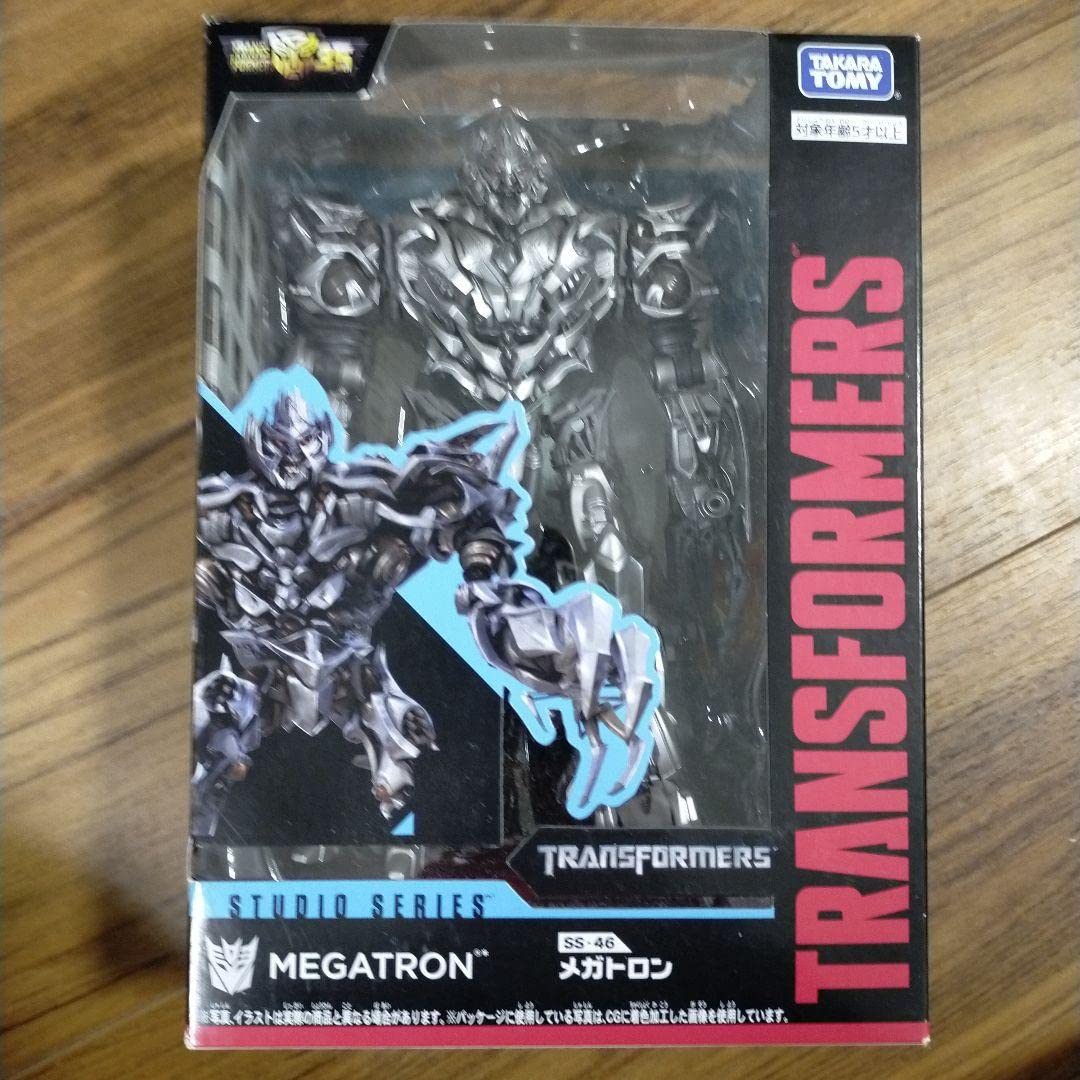 TRANS
FORMERS
35
TAKARA
TOMY
対象年齢5才以上
TRANSFORMERS
TRANSFORMERS
STUDIO SERIES
MEGATRON
SS-46
メガトロン
※写真、イラストは実際の商品と異なる場合があります。※パッケージに使用している写真は、CGに着色加工した画像を使用しています。